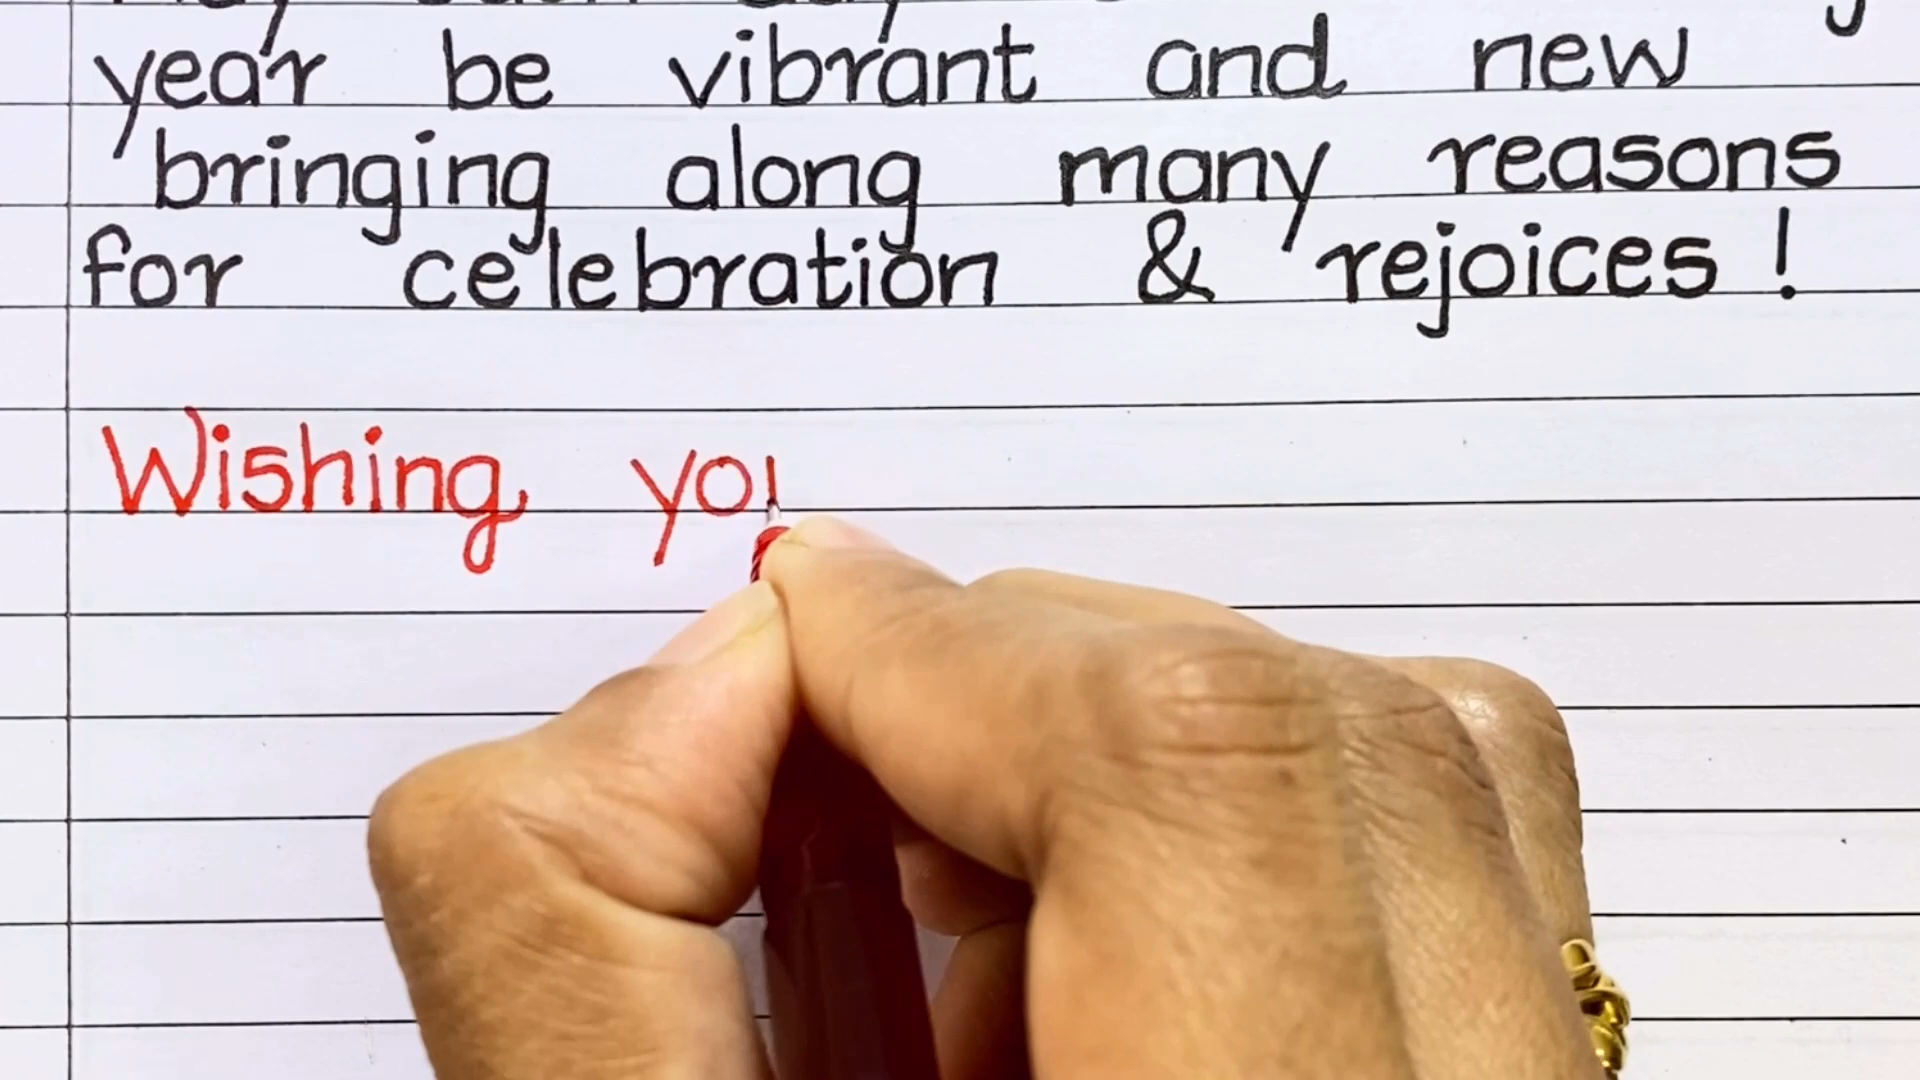 year be vibrant and new
bringing along many reasons
for celebration & rejoices !
Wishing yo